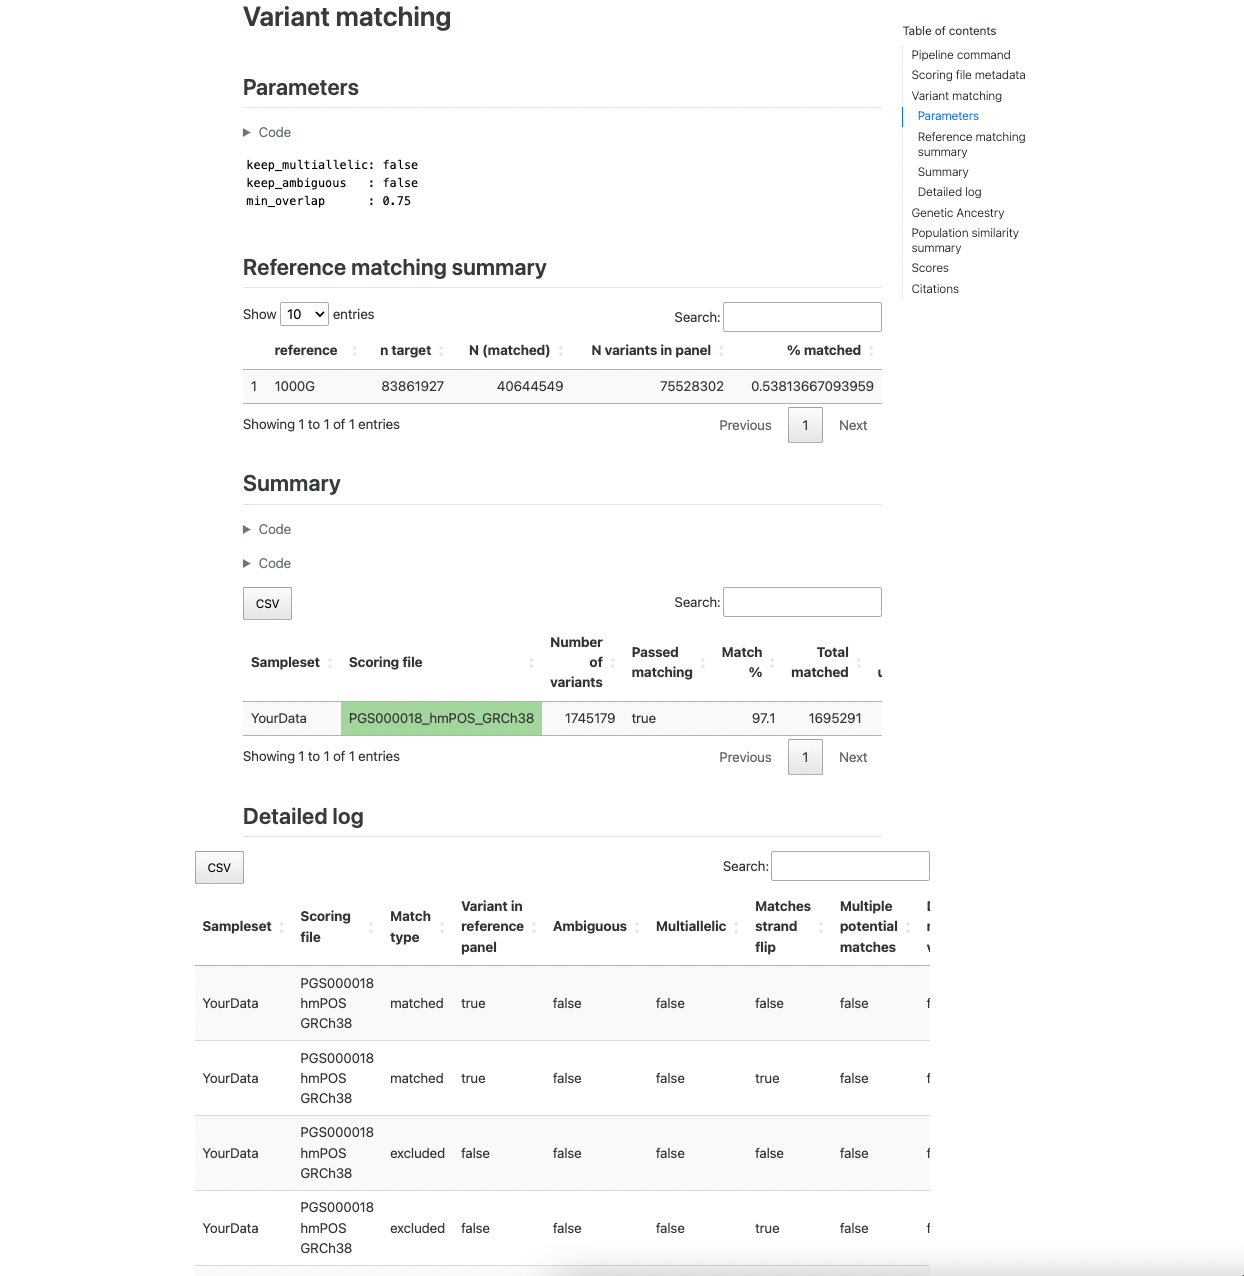 Variant matching
Table of contents
Pipeline command
Scoring file metadata
Variant matching
Parameters
Reference matching
summary
Summary
Detailed log
Genetic Ancestry
Population similarity
summary
Scores
Citations
Parameters
Code
keep_multiallelic: false
keep_ambiguous   : false
min_overlap      : 0.75
Reference matching summary
Show 10 entries Search:
reference n target N (matched) N variants in panel % matched
1 1000G 83861927 40644549 75528302 0.53813667093959
Showing 1 to 1 of 1 entries Previous 1 Next
Summary
Code
Code
CSV Search:
Number
Sampleset Scoring file of Passed Match Total
variants matching % matched
YourData PGS000018_hmPOS_GRCh38 1745179 true 97.1 1695291
Showing 1 to 1 of 1 entries Previous 1 Next
Detailed log
CSV Search:
Variant in Matches Multiple
Sampleset Scoring Match reference Ambiguous Multiallelic strand potential
file type panel flip matches
PGS000018
YourData hmPOS matched true false false false false
GRCh38
PGS000018
YourData hmPOS matched true false false true false
GRCh38
PGS000018
YourData hmPOS excluded false false false false false
GRCh38
PGS000018
YourData hmPOS excluded false false false true false
GRCh38